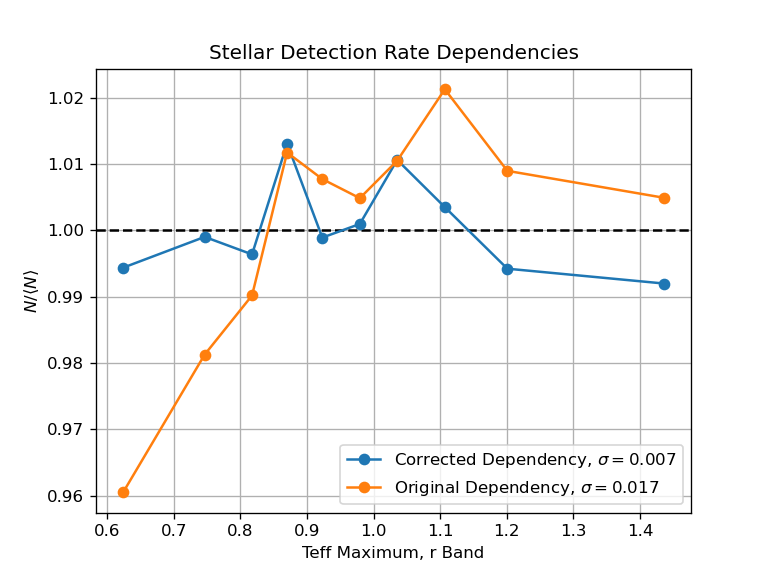 Stellar Detection Rate Dependencies
1.02
1.01
1.00
0.99
0.98
0.97
0.96
N/⟨N⟩
Corrected Dependency, σ = 0.007
Original Dependency, σ = 0.017
0.6 0.7 0.8 0.9 1.0 1.1 1.2 1.3 1.4
Teff Maximum, r Band